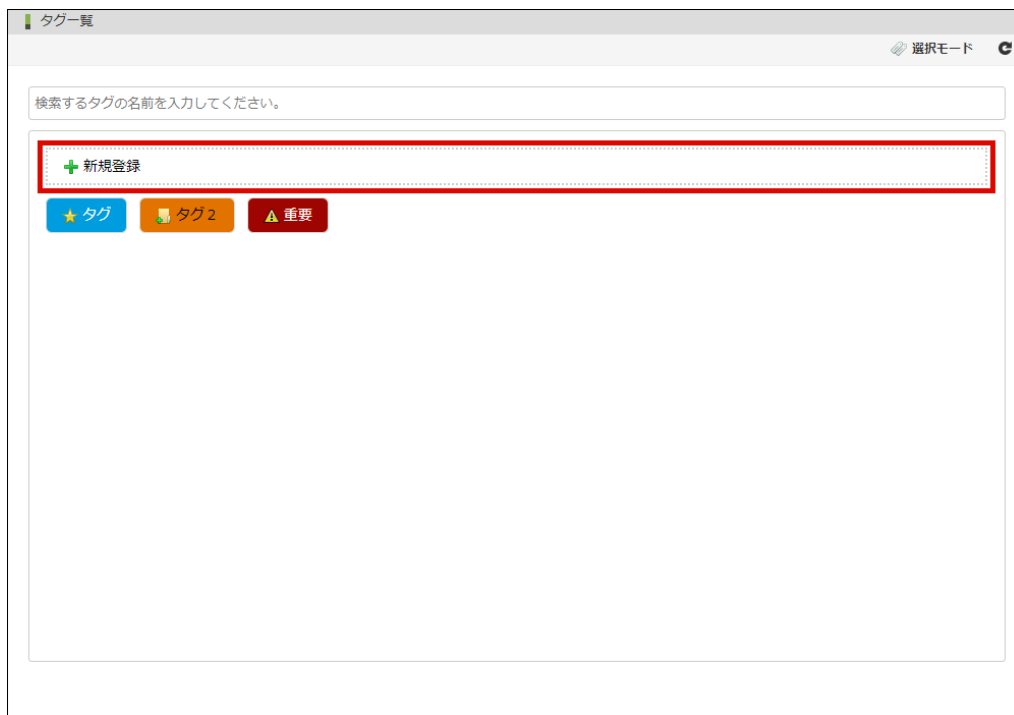 タグ一覧
選択モード
検索するタグの名前を入力してください。
新規登録
タグ タグ2 重要